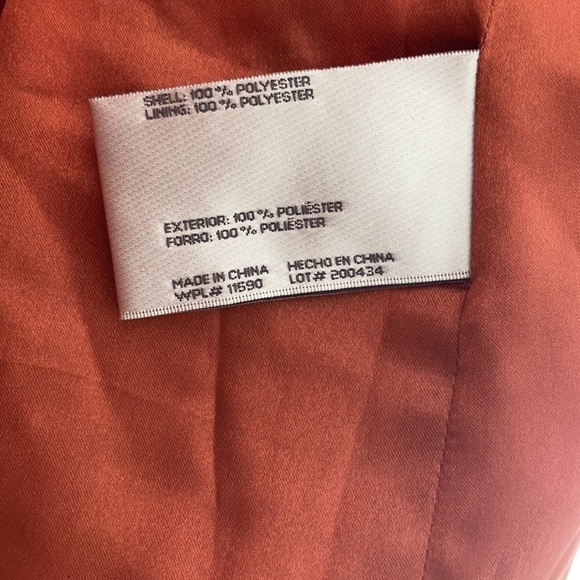 SHELL: 100% POLYESTER
LINING: 100% POLYESTER
EXTERIOR: 100% POLIÉSTER
FORRO: 100% POLIÉSTER
MADE IN CHINA HECHO EN CHINA
WPL# 11590 LOT# 200434